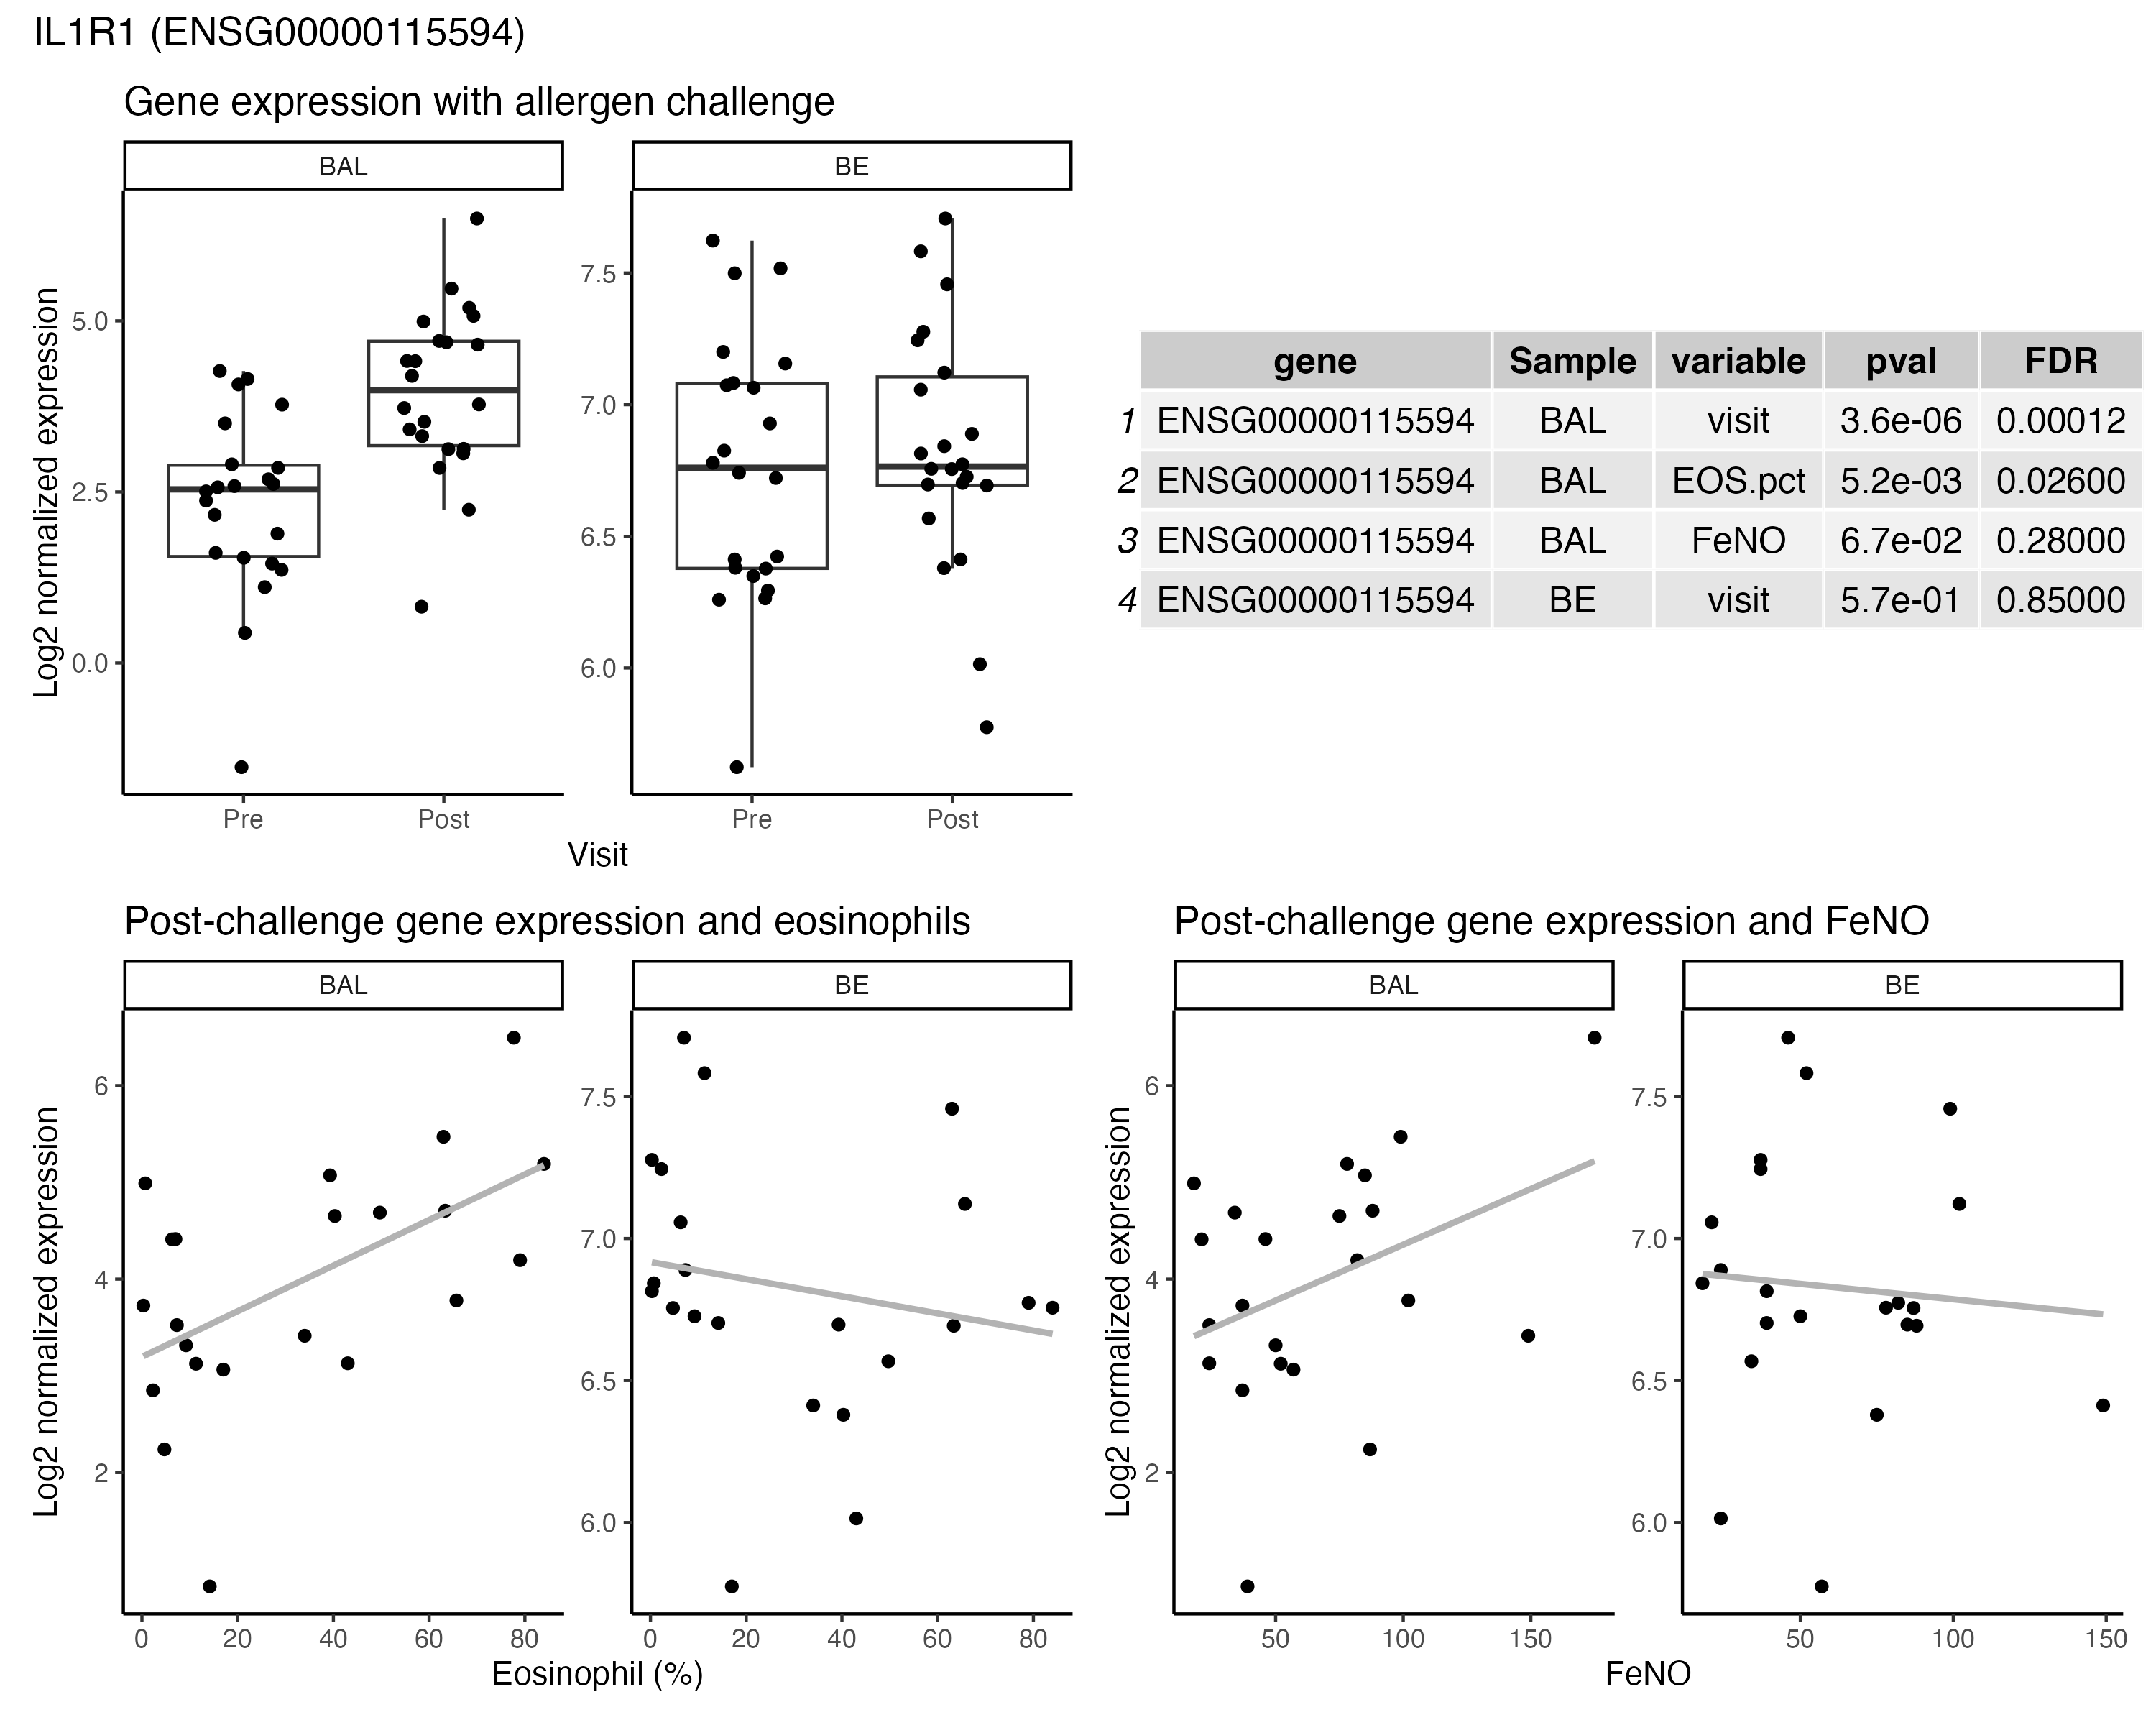 IL1R1 (ENSG00000115594)
Gene expression with allergen challenge
BAL
BE
Log2 normalized expression
5.0
2.5
0.0
7.5
7.0
6.5
6.0
Pre
Post
Pre
Post
Visit
gene Sample variable pval FDR
1 ENSG00000115594 BAL visit 3.6e-06 0.00012
2 ENSG00000115594 BAL EOS.pct 5.2e-03 0.02600
3 ENSG00000115594 BAL FeNO 6.7e-02 0.28000
4 ENSG00000115594 BE visit 5.7e-01 0.85000
Post-challenge gene expression and eosinophils
BAL
BE
Log2 normalized expression
6
4
2
7.5
7.0
6.5
6.0
0 20 40 60 80
0 20 40 60 80
Eosinophil (%)
Post-challenge gene expression and FeNO
BAL
BE
Log2 normalized expression
6
4
2
7.5
7.0
6.5
6.0
50 100 150
50 100 150
FeNO